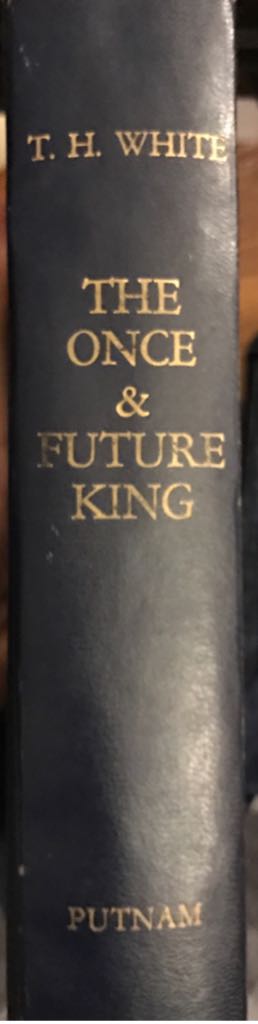 T. H. WHITE
THE
ONCE
&
FUTURE
KING
PUTNAM